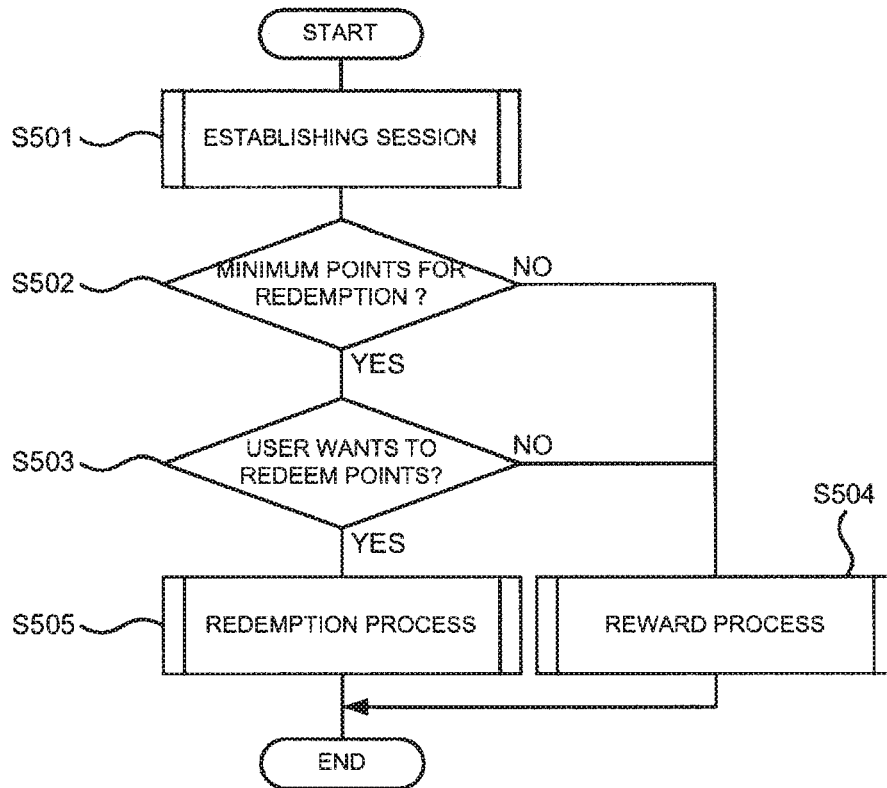 START
S501
ESTABLISHING SESSION
S502
MINIMUM POINTS FOR
REDEMPTION ?
NO
YES
S503
USER WANTS TO
REDEEM POINTS?
NO
S504
YES
S505
REDEMPTION PROCESS
REWARD PROCESS
END